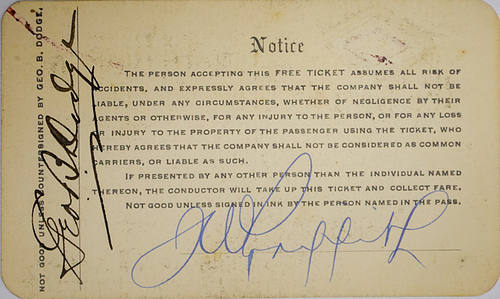 Notice
THE PERSON ACCEPTING THIS FREE TICKET ASSUMES ALL RISK OF
ACCIDENTS, AND EXPRESSLY AGREES THAT THE COMPANY SHALL NOT BE
LIABLE, UNDER ANY CIRCUMSTANCES, WHETHER OF NEGLIGENCE BY THEIR
AGENTS OR OTHERWISE, FOR ANY INJURY TO THE PERSON, OR FOR ANY LOSS
OR INJURY TO THE PROPERTY OF THE PASSENGER USING THE TICKET, WHO
HEREBY AGREES THAT THE COMPANY SHALL NOT BE CONSIDERED AS COMMON
CARRIERS, OR LIABLE AS SUCH.
IF PRESENTED BY ANY OTHER PERSON THAN THE INDIVIDUAL NAMED
THEREON, THE CONDUCTOR WILL TAKE UP THIS TICKET AND COLLECT FARE.
NOT GOOD UNLESS SIGNED IN INK BY THE PERSON NAMED IN THE PASS.
NOT GOOD UNLESS COUNTERSIGNED BY GEO. B. DODGE,
Geo. B. Dodge